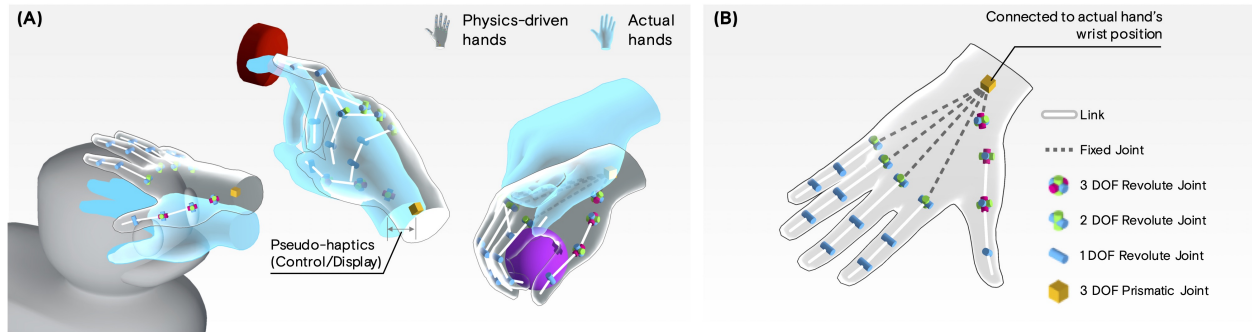 (A)
Physics-driven
hands
Actual
hands
Pseudo-haptics
(Control/Display)
(B)
Connected to actual hand's
wrist position
Link
Fixed Joint
3 DOF Revolute Joint
2 DOF Revolute Joint
1 DOF Revolute Joint
3 DOF Prismatic Joint